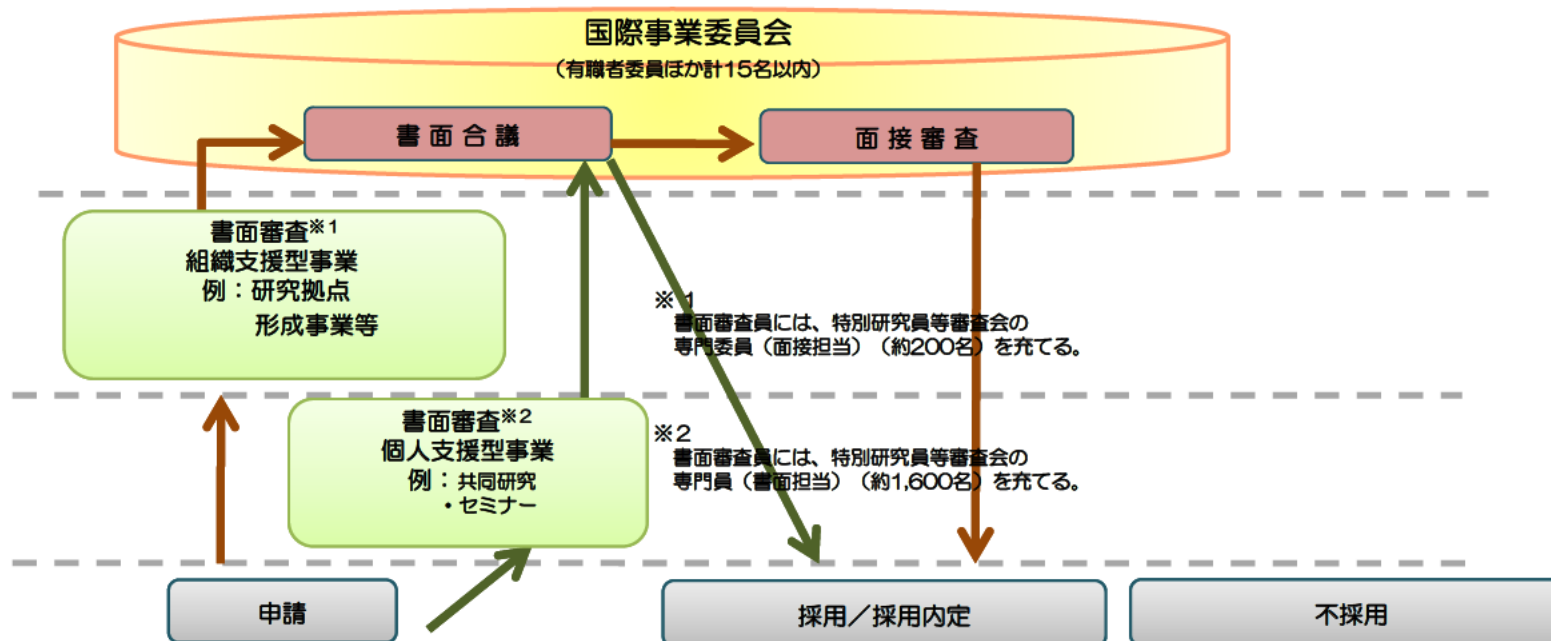 国際事業委員会
（有識者委員ほか計15名以内）
書面合議
面接審査
書面審査※1
組織支援型事業
例：研究拠点
形成事業等
※１
書面審査員には、特別研究員等審査会の
専門委員（面接担当）（約200名）を充てる。
書面審査※2
個人支援型事業
例：共同研究
・セミナー
※2
書面審査員には、特別研究員等審査会の
専門員（書面担当）（約1,600名）を充てる。
申請
採用／採用内定
不採用